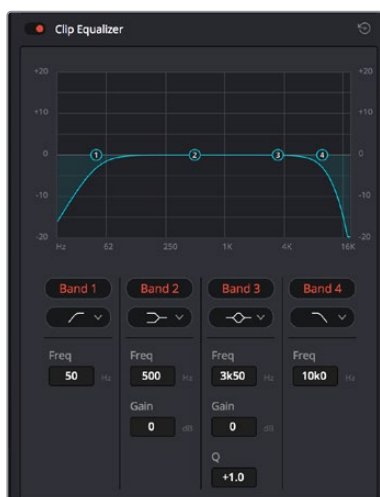 Clip Equalizer
+20 +20
+10 +10
0 1 2 3 4 0
-10 -10
-20 -20
Hz 62 250 1K 4K 16K
Band 1 Band 2 Band 3 Band 4
Freq Freq Freq Freq
50 Hz 500 Hz 3k50 Hz 10k0 Hz
Gain Gain
0 dB 0 dB
Q
+1.0